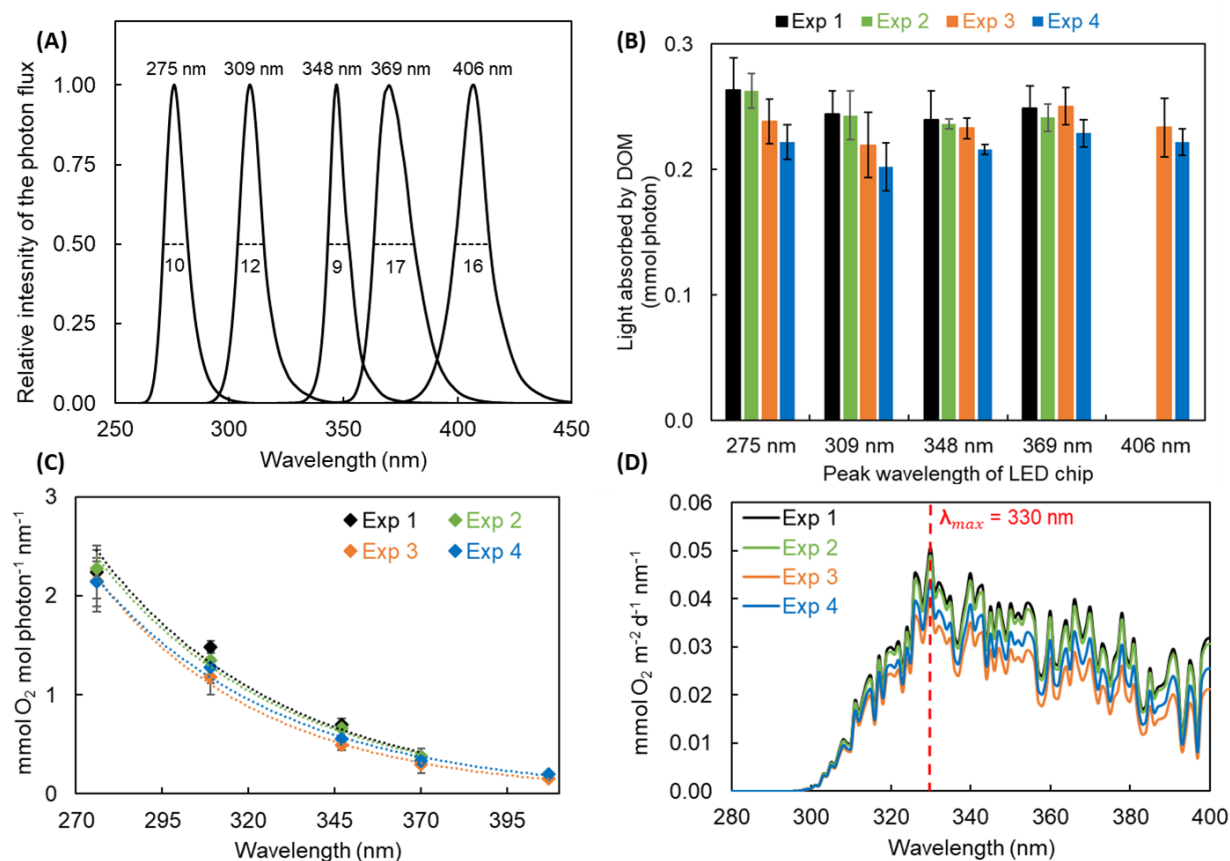 (A)
Relative intesnity of the photon flux
1.00
0.75
0.50
0.25
0.00
275 nm 309 nm 348 nm 369 nm 406 nm
10 12 9 17 16
250 300 350 400 450
Wavelength (nm)
(B)
Exp 1 Exp 2 Exp 3 Exp 4
Light absorbed by DOM
(mmol photon)
0.3
0.2
0.1
0.0
275 nm 309 nm 348 nm 369 nm 406 nm
Peak wavelength of LED chip
(C)
mmol O₂ mol photon⁻¹ nm⁻¹
3
2
1
0
Exp 1 Exp 2
Exp 3 Exp 4
270 295 320 345 370 395
Wavelength (nm)
(D)
mmol O₂ m⁻² d⁻¹ nm⁻¹
0.06
0.05
0.04
0.03
0.02
0.01
0.00
Exp 1
Exp 2
Exp 3
Exp 4
λmax = 330 nm
280 300 320 340 360 380 400
Wavelength (nm)